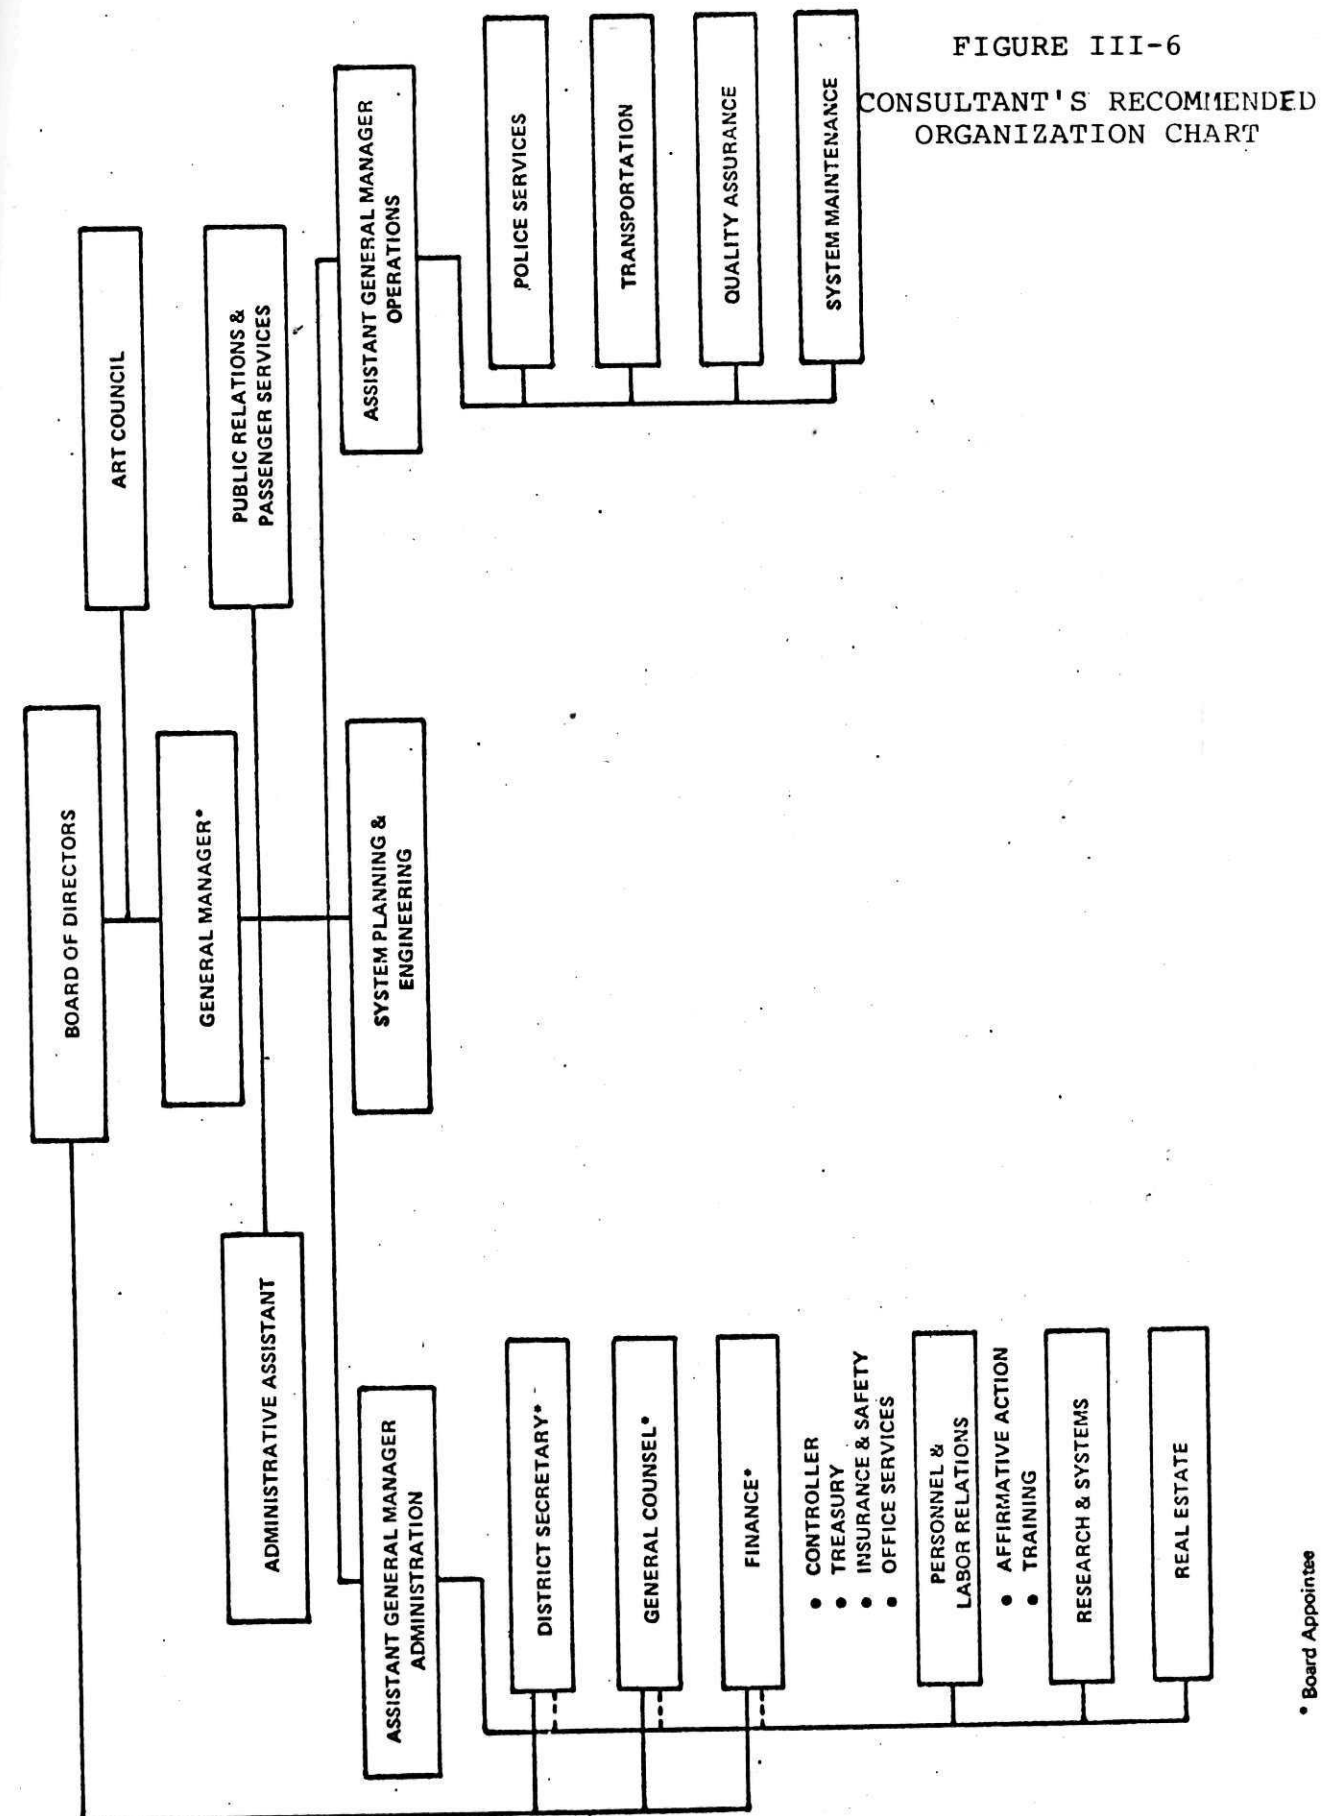 FIGURE III-6
CONSULTANT'S RECOMMENDED
ORGANIZATION CHART
BOARD OF DIRECTORS
ART COUNCIL
GENERAL MANAGER*
ADMINISTRATIVE ASSISTANT
PUBLIC RELATIONS &
PASSENGER SERVICES
ASSISTANT GENERAL MANAGER
ADMINISTRATION
SYSTEM PLANNING &
ENGINEERING
ASSISTANT GENERAL MANAGER
OPERATIONS
DISTRICT SECRETARY*
GENERAL COUNSEL*
FINANCE*
• CONTROLLER
• TREASURY
• INSURANCE & SAFETY
• OFFICE SERVICES
PERSONNEL &
LABOR RELATIONS
• AFFIRMATIVE ACTION
• TRAINING
RESEARCH & SYSTEMS
REAL ESTATE
POLICE SERVICES
TRANSPORTATION
QUALITY ASSURANCE
SYSTEM MAINTENANCE
* Board Appointee